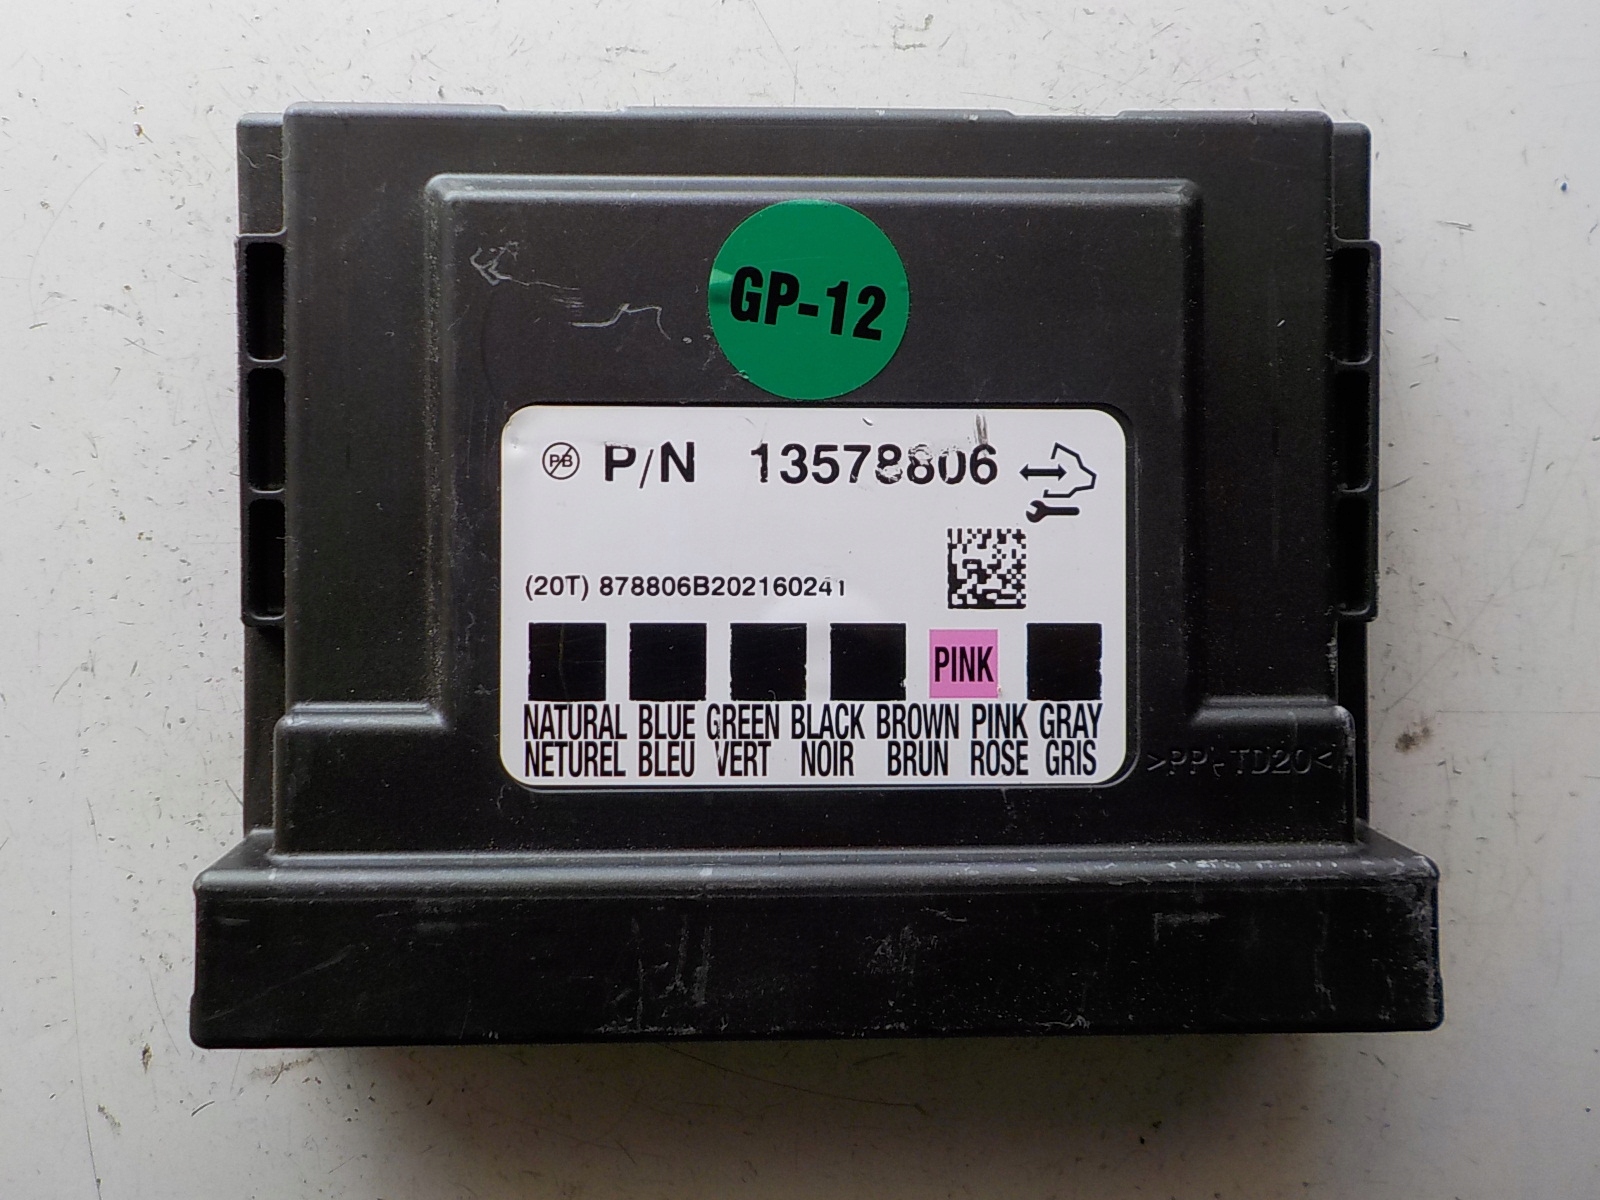 GP-12
PB P/N 13578806
(20T) 878806B202160241
PINK
NATURAL BLUE GREEN BLACK BROWN PINK GRAY
NETUREL BLEU VERT NOIR BRUN ROSE GRIS
>PP-TD20<